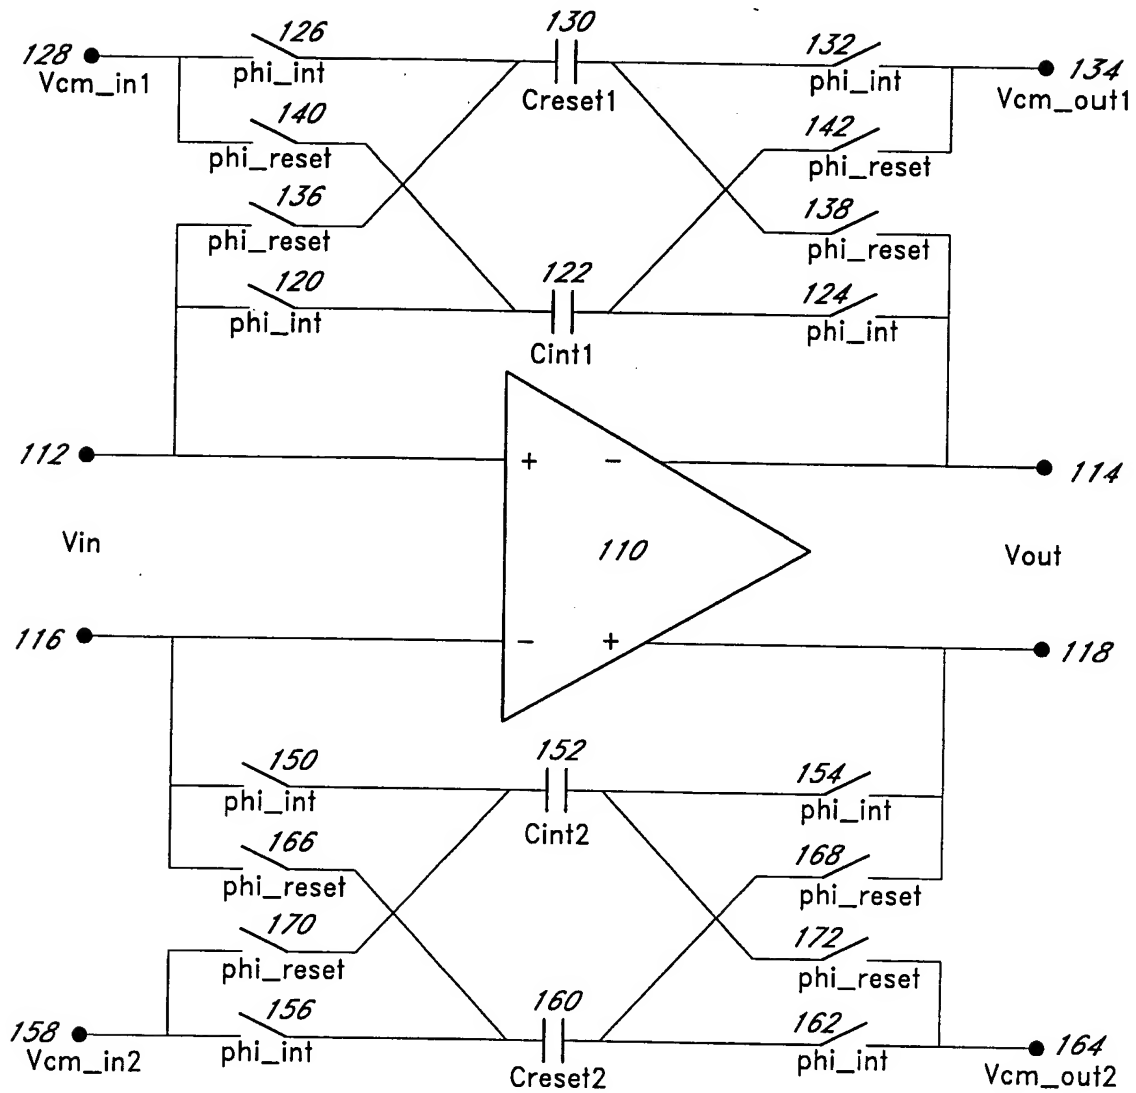 126
130
132
128
phi_int
phi_int
134
Vcm_in1
Creset1
Vcm_out1
140
142
phi_reset
phi_reset
136
138
phi_reset
phi_reset
120
122
124
phi_int
phi_int
Cint1
112
+
−
114
Vin
110
Vout
116
−
+
118
150
152
154
phi_int
phi_int
Cint2
166
168
phi_reset
phi_reset
170
172
phi_reset
phi_reset
156
160
162
158
phi_int
phi_int
164
Vcm_in2
Creset2
Vcm_out2